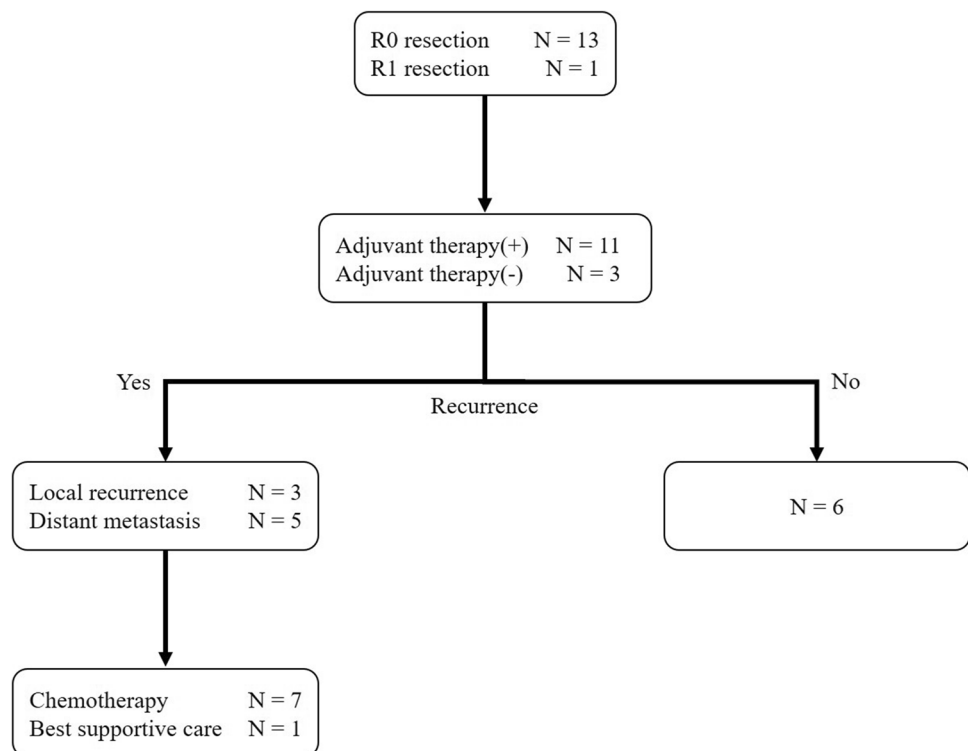 R0 resection N = 13
R1 resection N = 1
Adjuvant therapy(+) N = 11
Adjuvant therapy(-) N = 3
Yes
No
Recurrence
Local recurrence N = 3
Distant metastasis N = 5
N = 6
Chemotherapy N = 7
Best supportive care N = 1